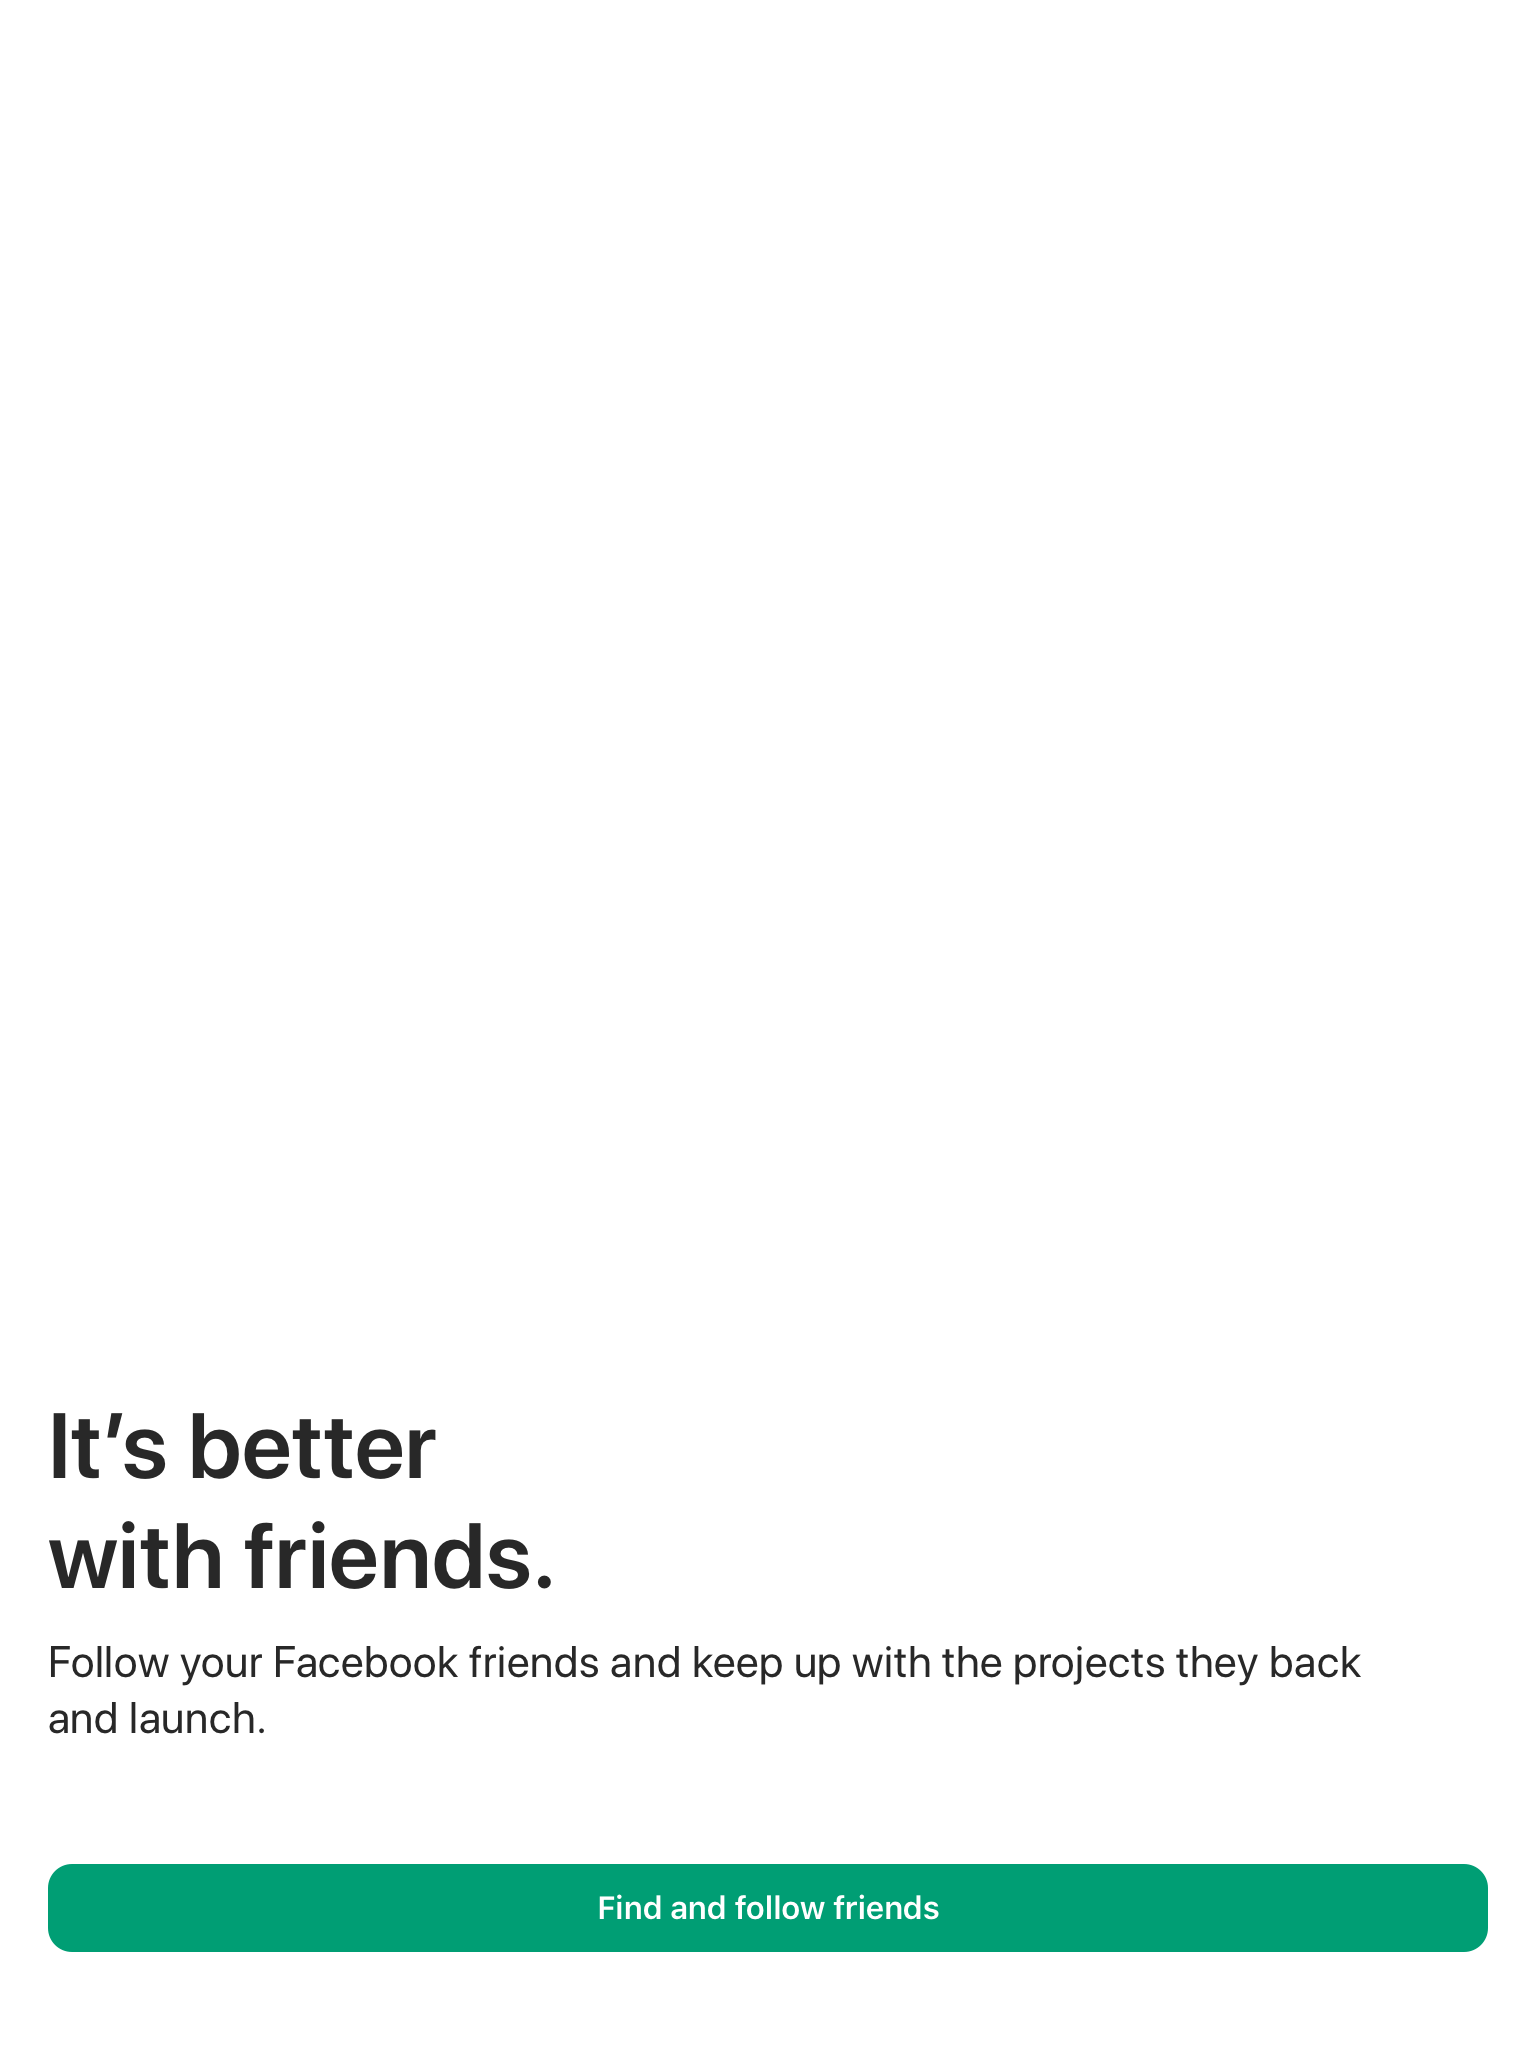 It’s better
with friends.
Follow your Facebook friends and keep up with the projects they back
and launch.
Find and follow friends